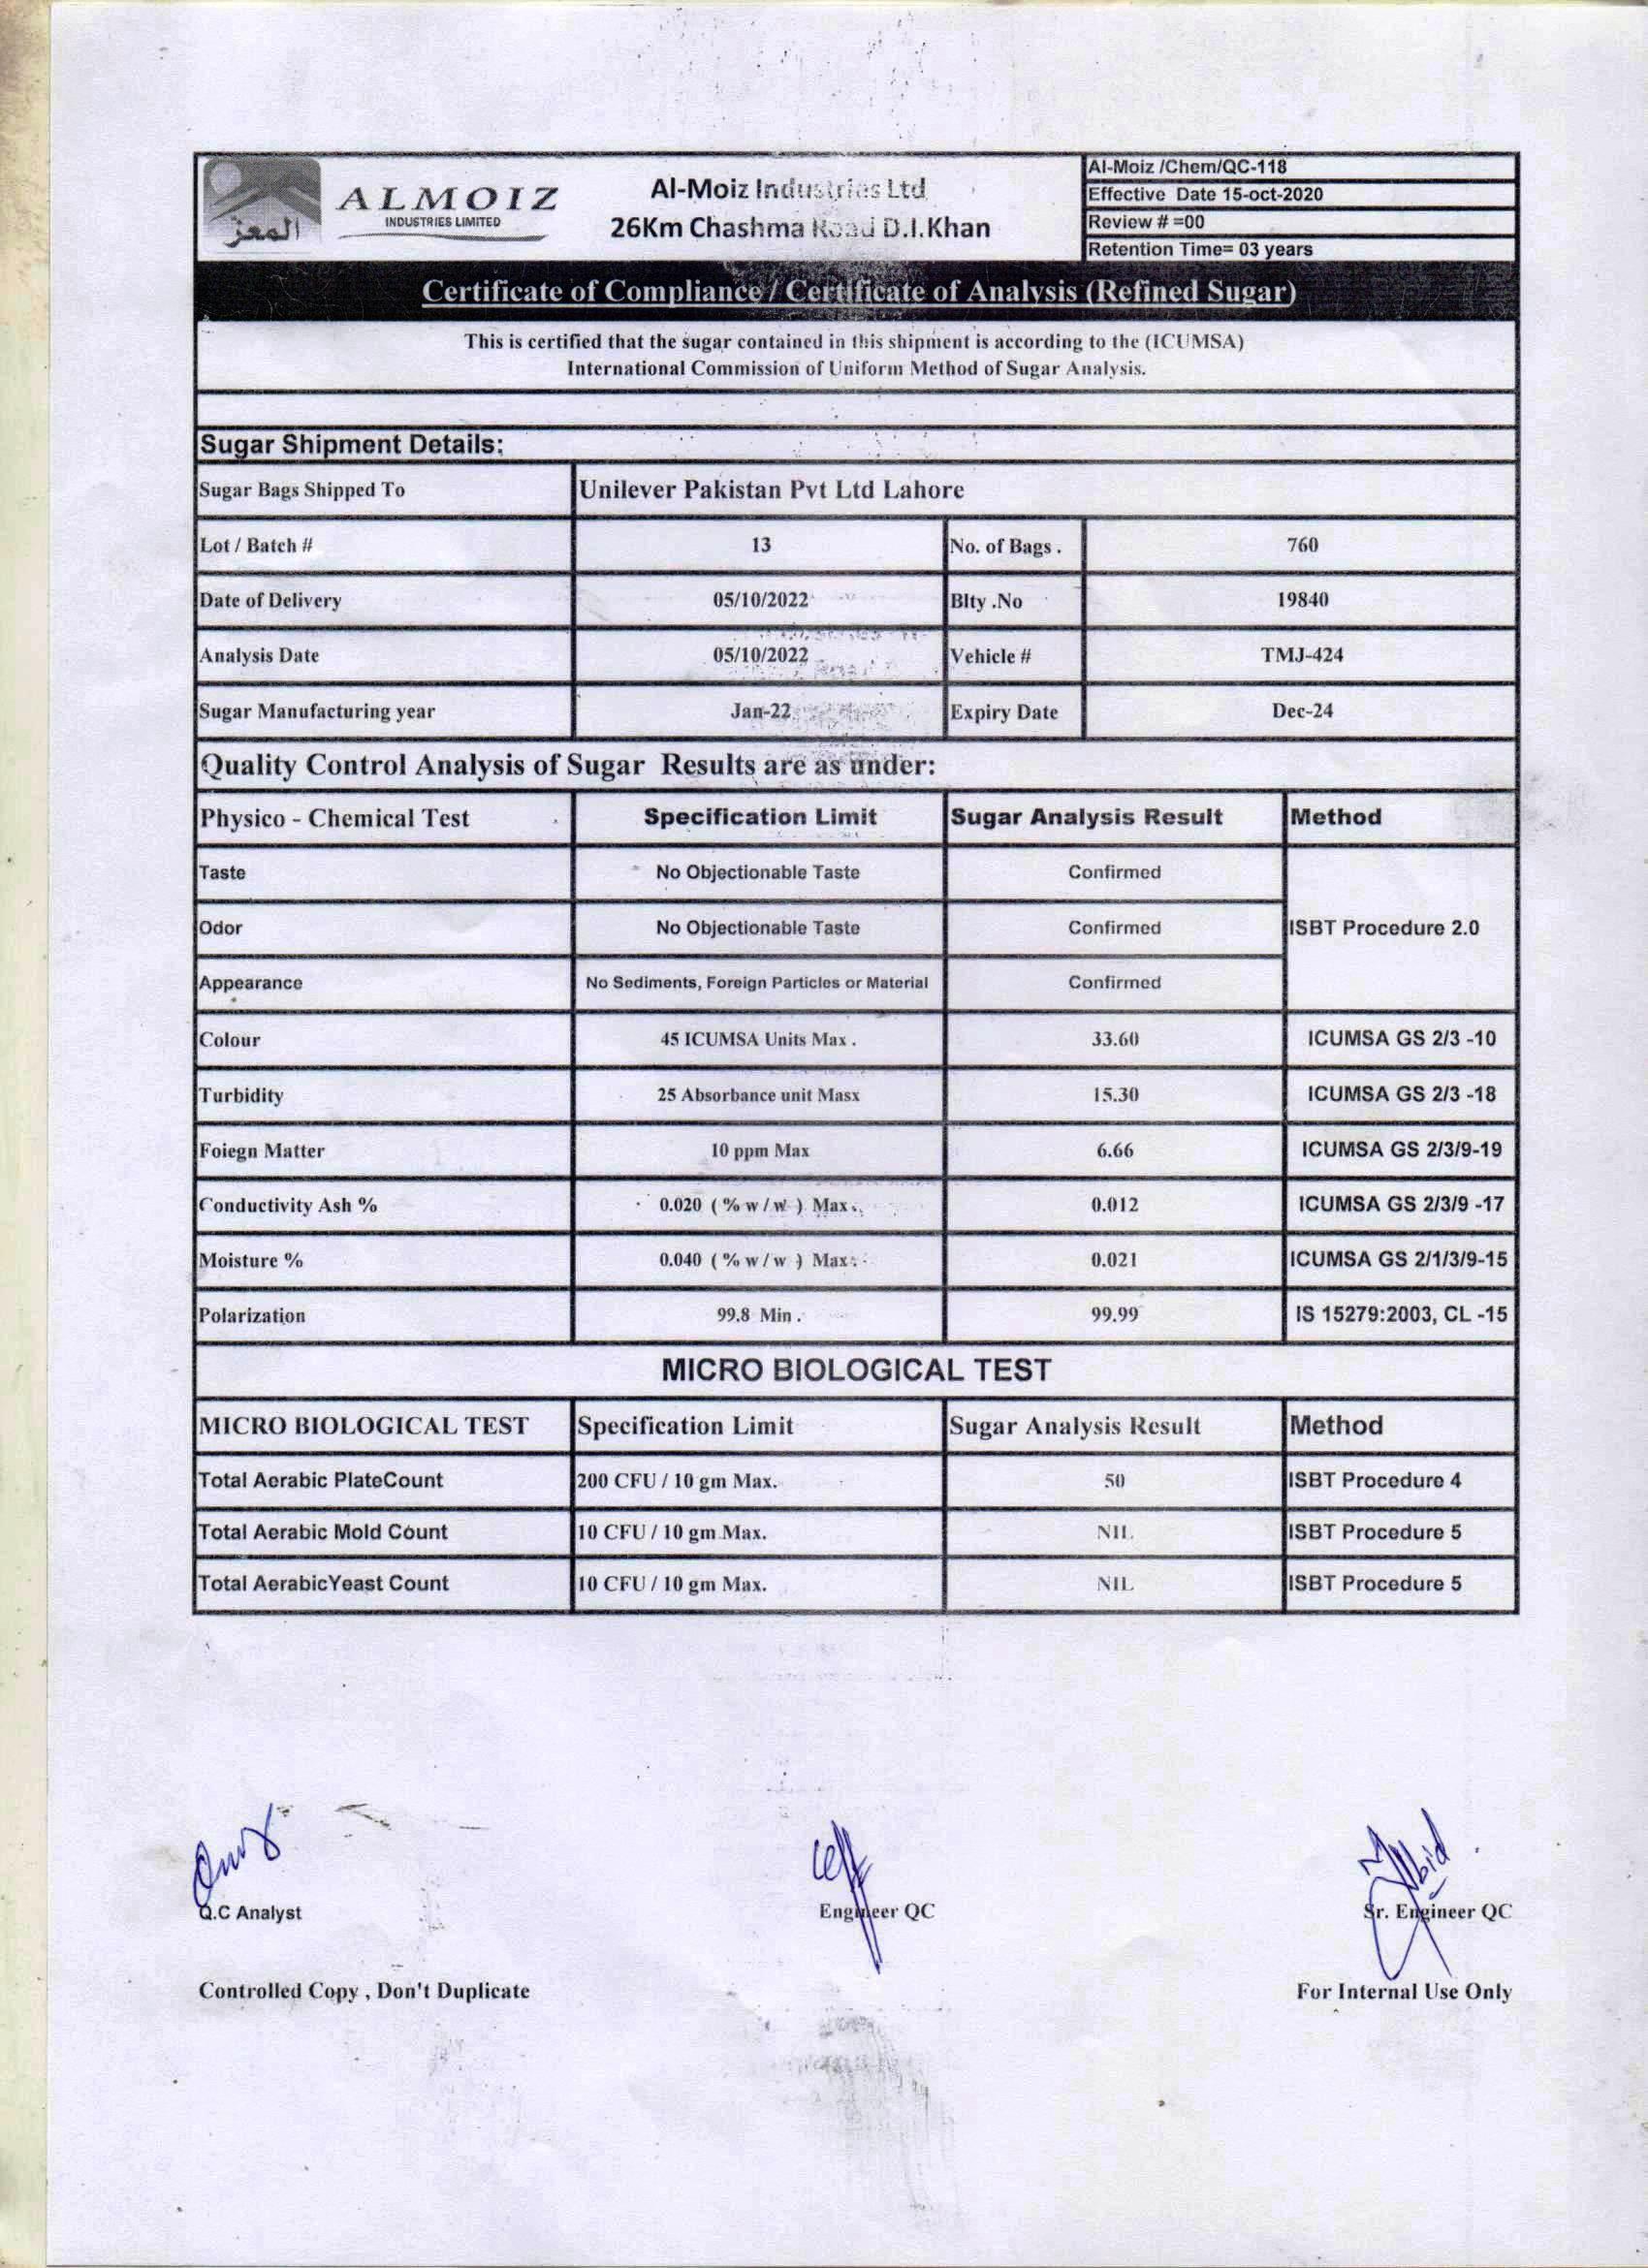 المعز
ALMOIZ
INDUSTRIES LIMITED
Al-Moiz Industries Ltd
26Km Chashma Road D.I.Khan
Al-Moiz /Chem/QC-118
Effective Date 15-oct-2020
Review # =00
Retention Time= 03 years
Certificate of Compliance / Certificate of Analysis (Refined Sugar)
This is certified that the sugar contained in this shipment is according to the (ICUMSA)
International Commission of Uniform Method of Sugar Analysis.
Sugar Shipment Details:
Sugar Bags Shipped To Unilever Pakistan Pvt Ltd Lahore
Lot / Batch # 13 No. of Bags . 760
Date of Delivery 05/10/2022 Blty .No 19840
Analysis Date 05/10/2022 Vehicle # TMJ-424
Sugar Manufacturing year Jan-22 Expiry Date Dec-24
Quality Control Analysis of Sugar Results are as under:
Physico - Chemical Test Specification Limit Sugar Analysis Result Method
Taste No Objectionable Taste Confirmed
Odor No Objectionable Taste Confirmed ISBT Procedure 2.0
Appearance No Sediments, Foreign Particles or Material Confirmed
Colour 45 ICUMSA Units Max . 33.60 ICUMSA GS 2/3 -10
Turbidity 25 Absorbance unit Masx 15.30 ICUMSA GS 2/3 -18
Foiegn Matter 10 ppm Max 6.66 ICUMSA GS 2/3/9-19
Conductivity Ash % 0.020 ( % w / w ) Max . 0.012 ICUMSA GS 2/3/9 -17
Moisture % 0.040 ( % w / w ) Max . 0.021 ICUMSA GS 2/1/3/9-15
Polarization 99.8 Min . 99.99 IS 15279:2003, CL -15
MICRO BIOLOGICAL TEST
MICRO BIOLOGICAL TEST Specification Limit Sugar Analysis Result Method
Total Aerabic PlateCount 200 CFU / 10 gm Max. 50 ISBT Procedure 4
Total Aerabic Mold Count 10 CFU / 10 gm Max. NIL ISBT Procedure 5
Total AerabicYeast Count 10 CFU / 10 gm Max. NIL ISBT Procedure 5
Q.C Analyst Engineer QC Sr. Engineer QC
Controlled Copy , Don't Duplicate For Internal Use Only